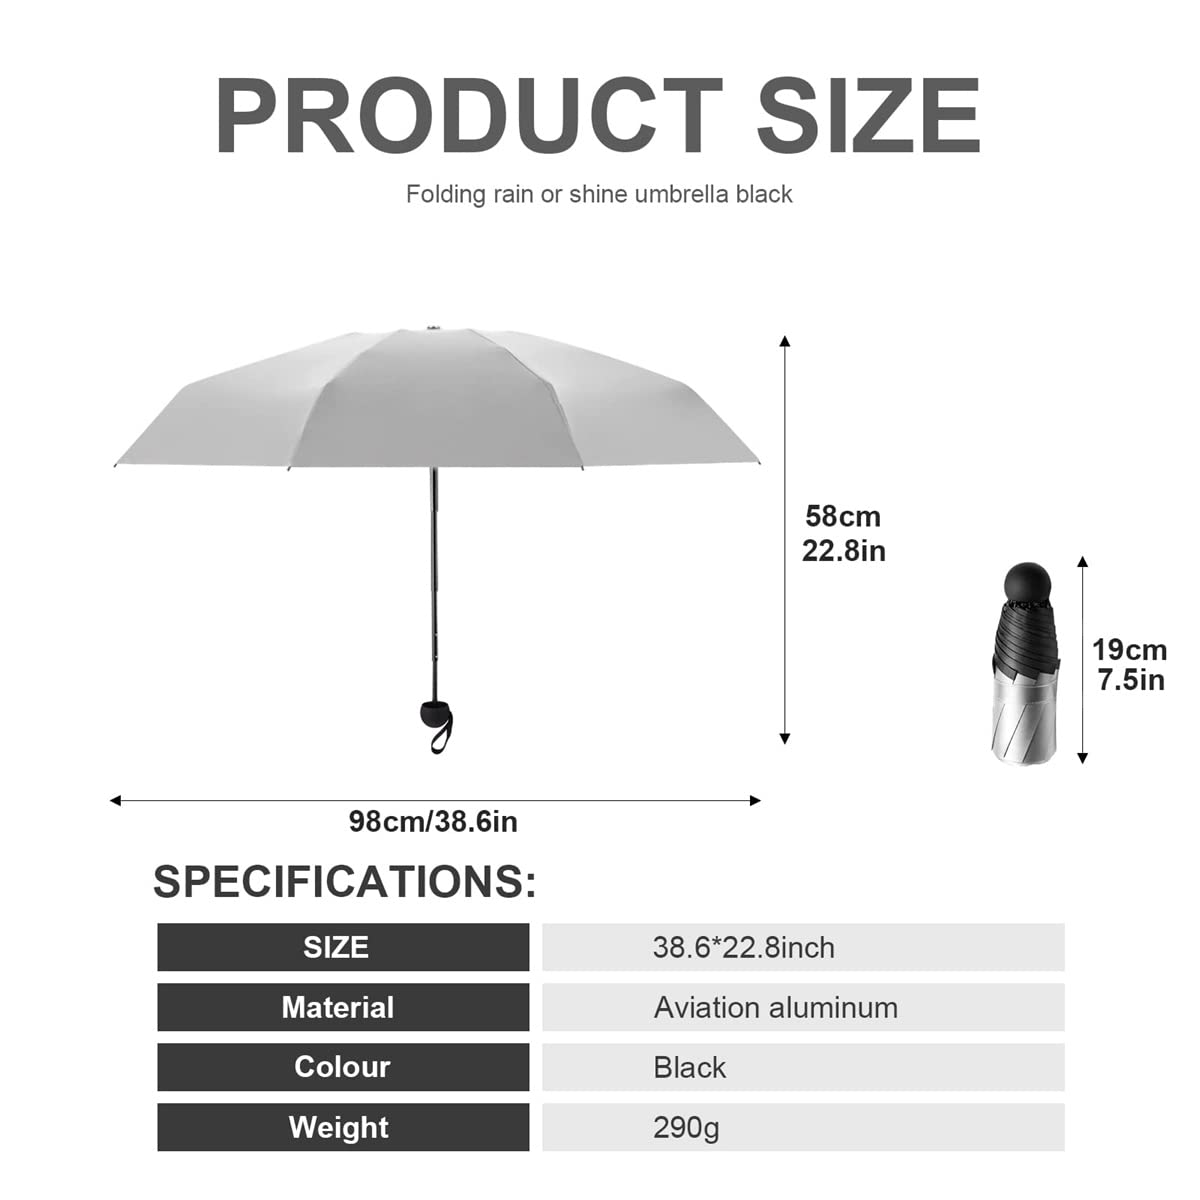 PRODUCT SIZE
Folding rain or shine umbrella black
58cm
22.8in
19cm
7.5in
98cm/38.6in
SPECIFICATIONS:
SIZE 38.6*22.8inch
Material Aviation aluminum
Colour Black
Weight 290g